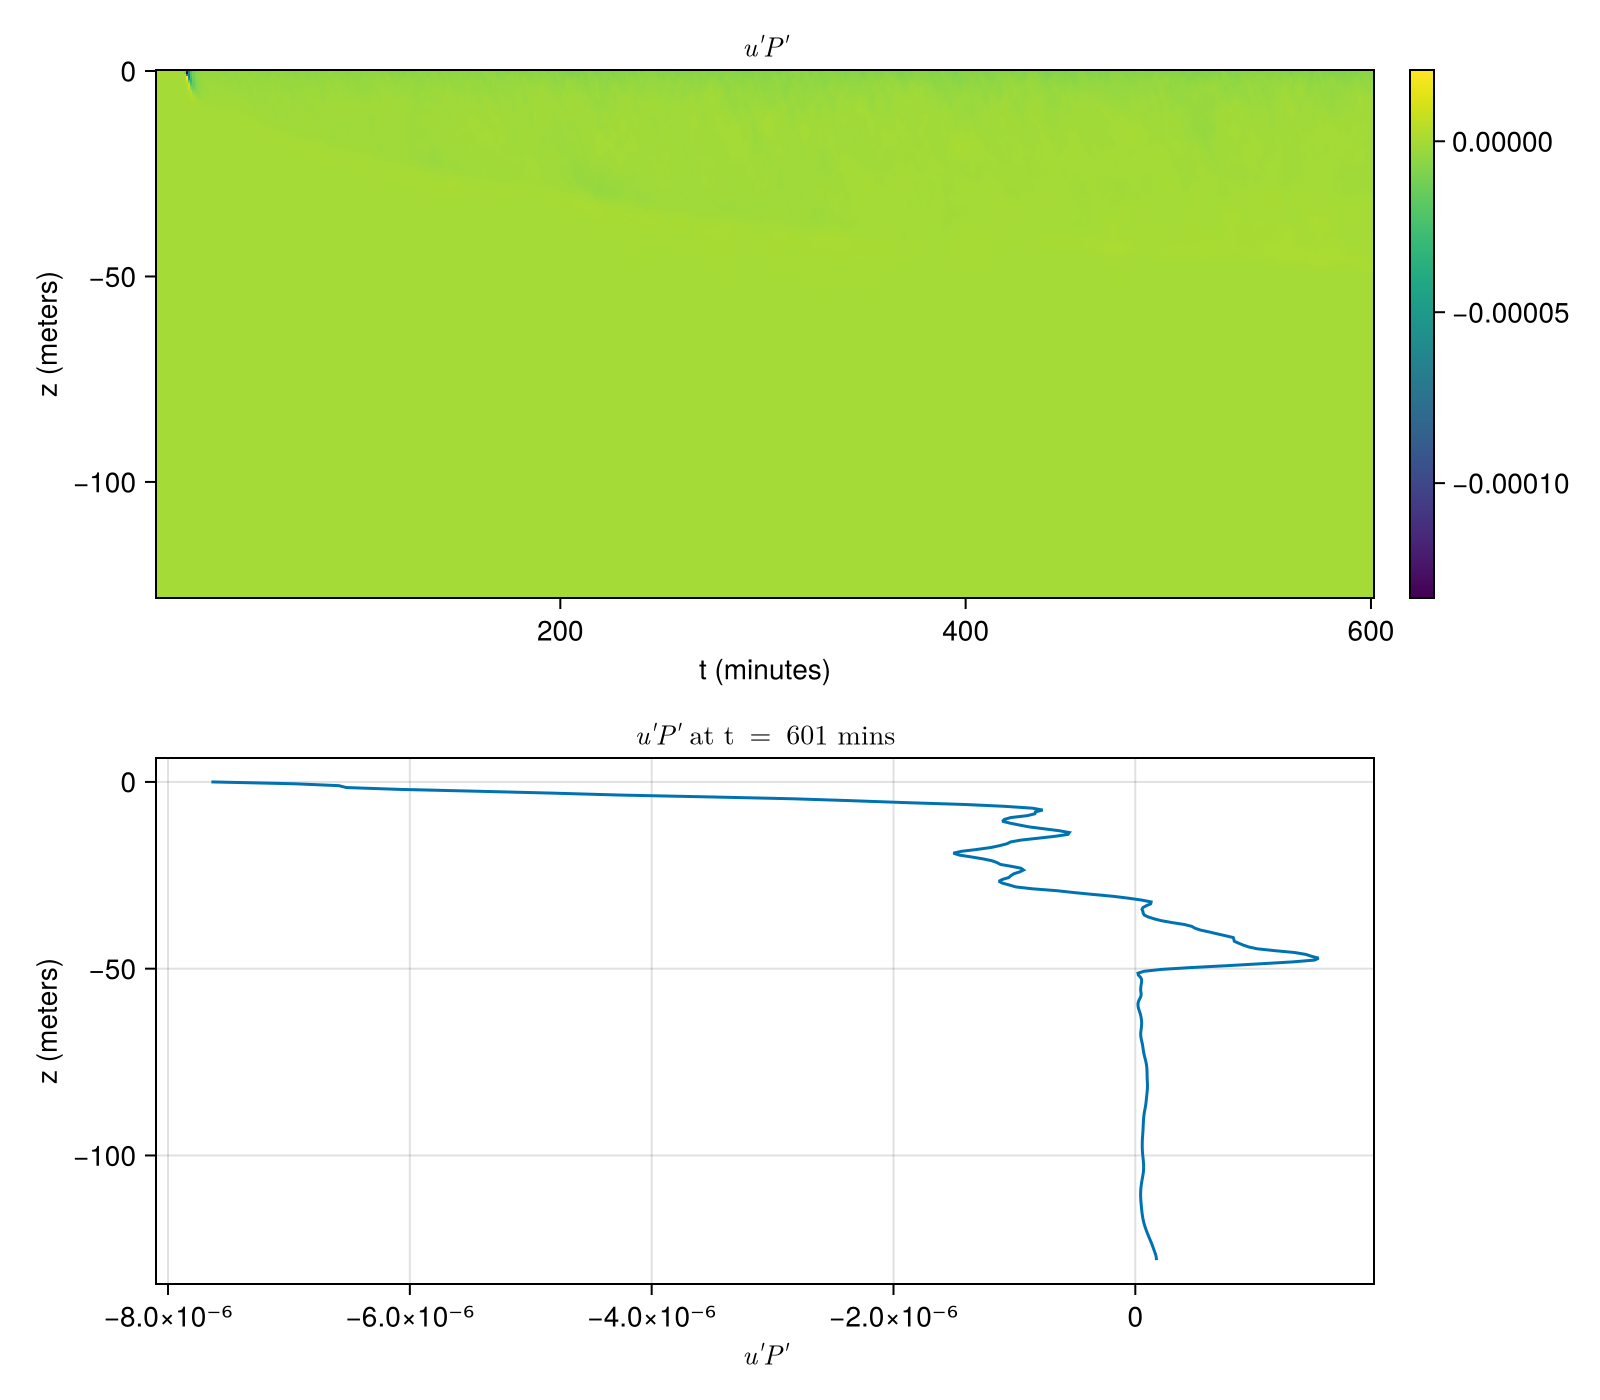 u'P'
0
−50
−100
z (meters)
200
400
600
t (minutes)
0.00000
−0.00005
−0.00010
u'P' at t = 601 mins
0
−50
−100
z (meters)
−8.0×10⁻⁶
−6.0×10⁻⁶
−4.0×10⁻⁶
−2.0×10⁻⁶
0
u'P'